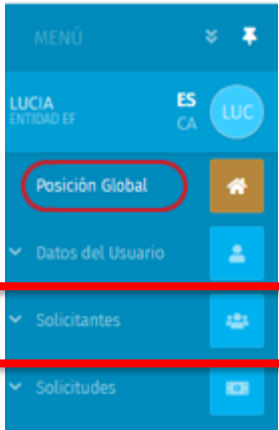 MENÚ
LUCIA
ENTIDAD EF
ES
CA
LUC
Posición Global
Datos del Usuario
Solicitantes
Solicitudes